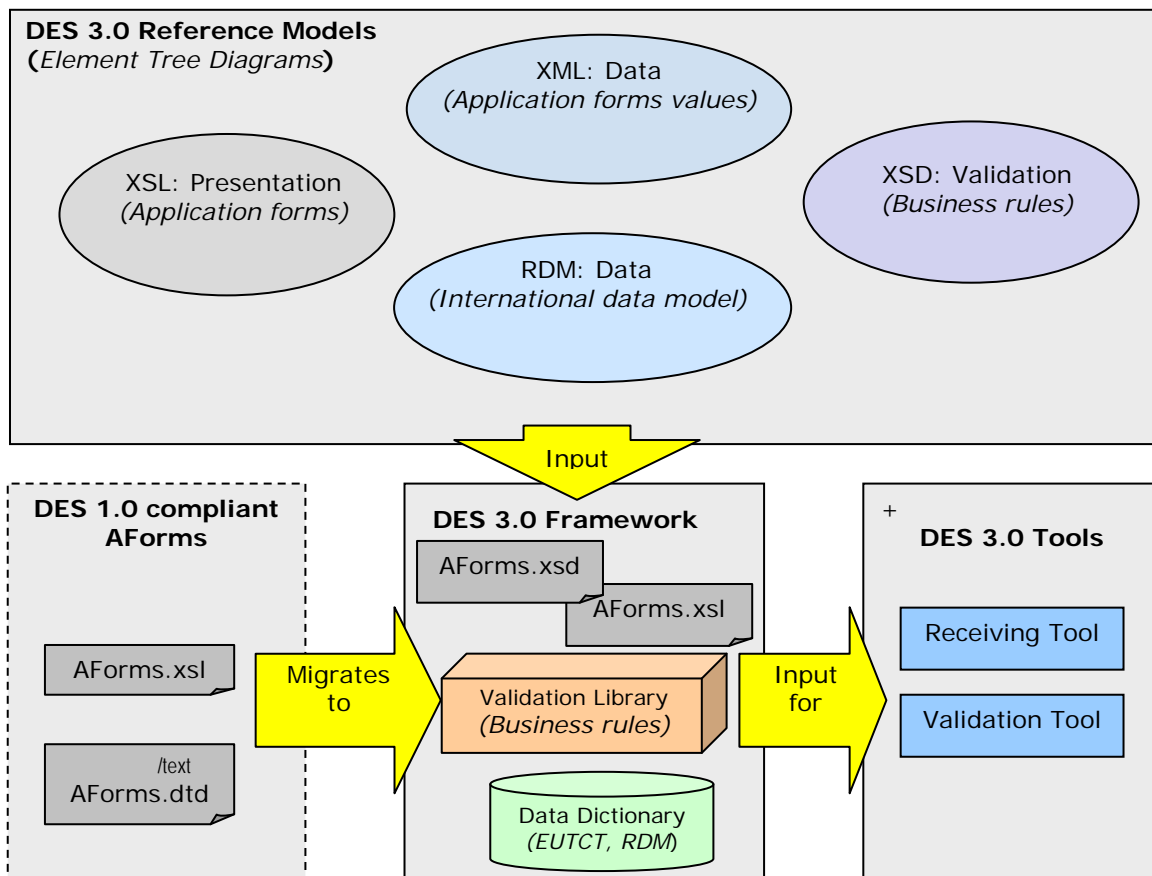 DES 3.0 Reference Models
(Element Tree Diagrams)
XML: Data
(Application forms values)
XSL: Presentation
(Application forms)
XSD: Validation
(Business rules)
RDM: Data
(International data model)
Input
DES 1.0 compliant
AForms
AForms.xsl
/text
AForms.dtd
Migrates
to
DES 3.0 Framework
AForms.xsd
AForms.xsl
Validation Library
(Business rules)
Data Dictionary
(EUTCT, RDM)
Input
for
+
DES 3.0 Tools
Receiving Tool
Validation Tool